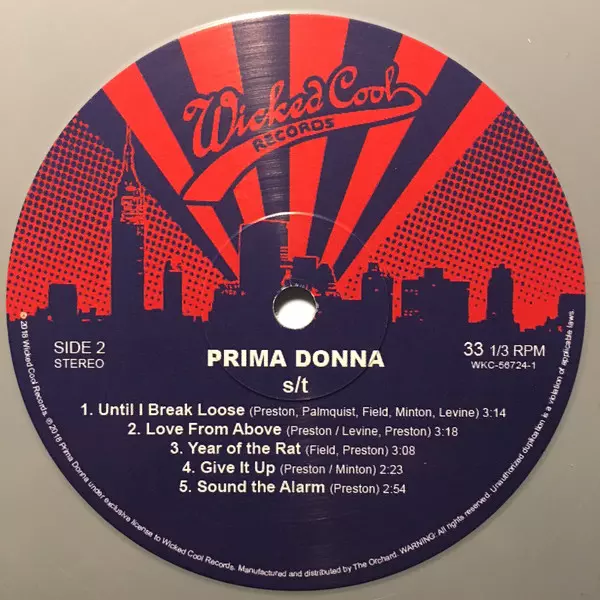 Wicked Cool
RECORDS
SIDE 2
STEREO
PRIMA DONNA
s/t
33 1/3 RPM
WKC-56724-1
1. Until I Break Loose (Preston, Palmquist, Field, Minton, Levine) 3:14
2. Love From Above (Preston / Levine, Preston) 3:18
3. Year of the Rat (Field, Preston) 3:08
4. Give It Up (Preston / Minton) 2:23
5. Sound the Alarm (Preston) 2:54
℗ 2018 Wicked Cool Records. © 2018 Prima Donna under exclusive license to Wicked Cool Records. Manufactured and distributed by The Orchard. WARNING: All rights reserved. Unauthorized duplication is a violation of applicable laws.